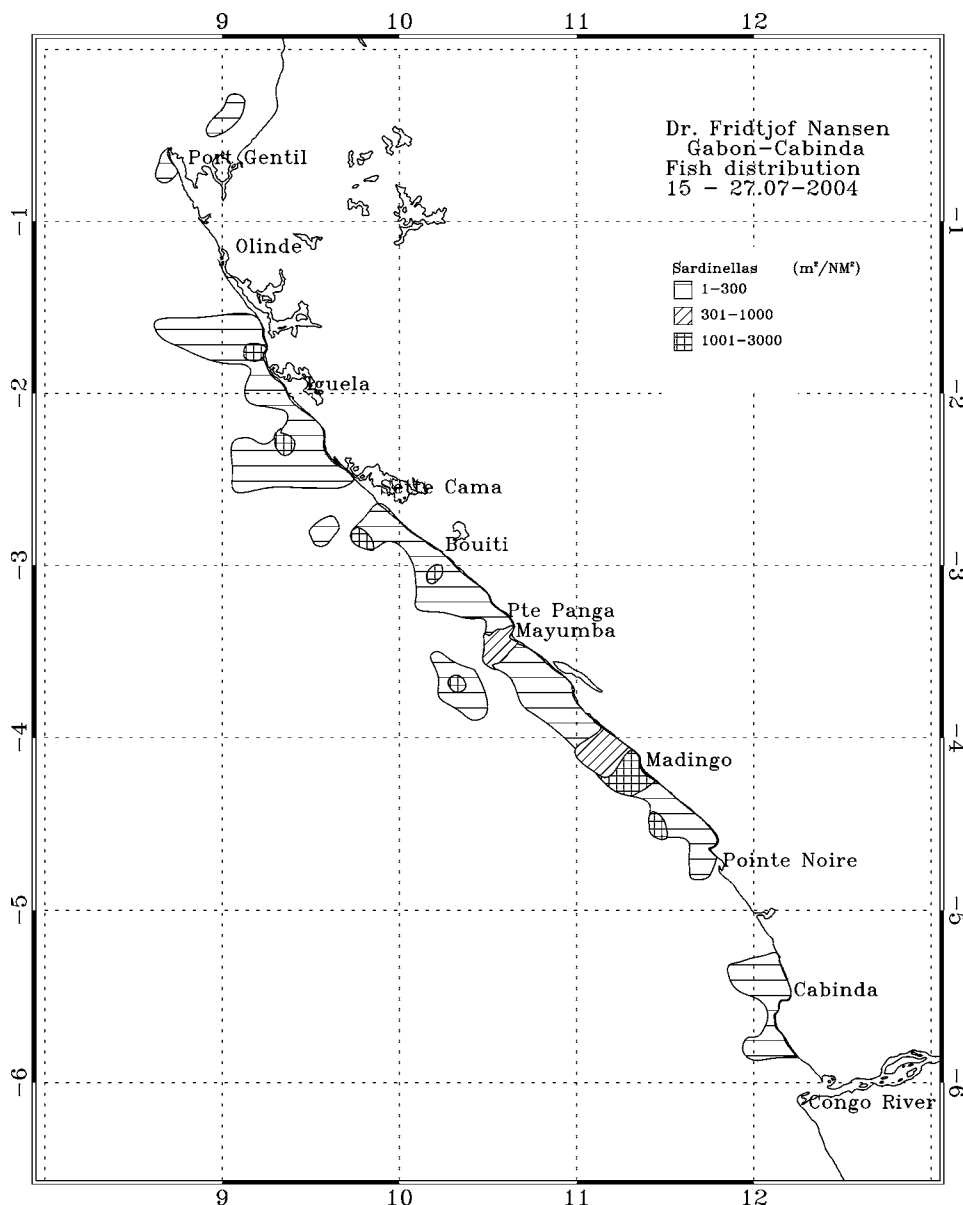 9 10 11 12
Dr. Fridtjof Nansen
Gabon-Cabinda
Fish distribution
15 - 27.07-2004
Port Gentil
-1 -1
Olinde
Sardinellas (m²/NM²)
1-300
301-1000
1001-3000
Iguela
-2 -2
Sette Cama
Bouiti
-3 -3
Pte Panga
Mayumba
-4 -4
Madingo
Pointe Noire
-5 -5
Cabinda
-6 -6
Congo River
9 10 11 12